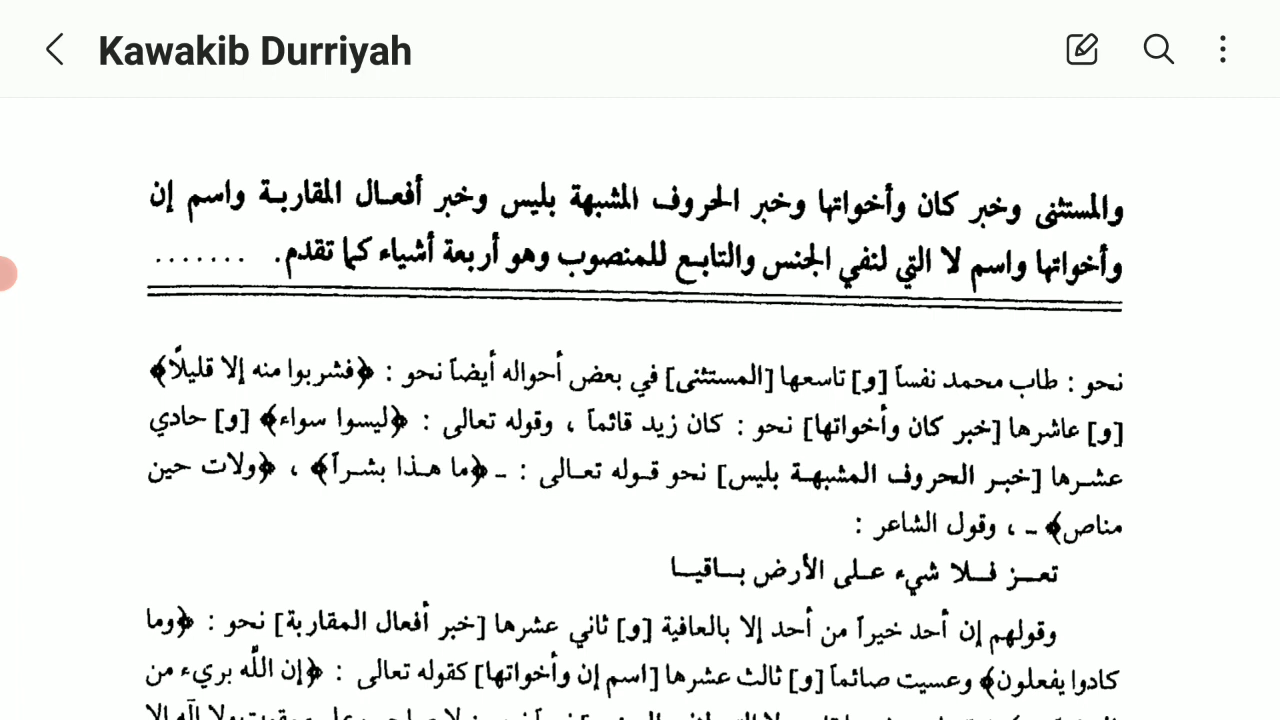 Kawakib Durriyah
والمستثنى وخبر كان وأخواتها وخبر الحروف المشبهة بليس وخبر أفعال المقاربة واسم إن
وأخواتها واسم لا التي لنفي الجنس والتابع للمنصوب وهو أربعة أشياء كما تقدم. .......
نحو : طاب محمد نفساً [و] تاسعها [المستثنى] في بعض أحواله أيضاً نحو : ﴿فشربوا منه إلا قليلًا﴾
[و] عاشرها [خبر كان وأخواتها] نحو : كان زيد قائماً ، وقوله تعالى : ﴿ليسوا سواء﴾ [و] حادي
عشرها [خبر الحروف المشبهة بليس] نحو قوله تعالى : ـ ﴿ما هذا بشراً﴾ ، ﴿ولات حين
مناص﴾ ـ ، وقول الشاعر :
تعز فلا شيء على الأرض باقيا
وقولهم إن أحد خيراً من أحد إلا بالعافية [و] ثاني عشرها [خبر أفعال المقاربة] نحو : ﴿وما
كادوا يفعلون﴾ وعسيت صائماً [و] ثالث عشرها [اسم إن وأخواتها] كقوله تعالى : ﴿إن اللَّه بريء من